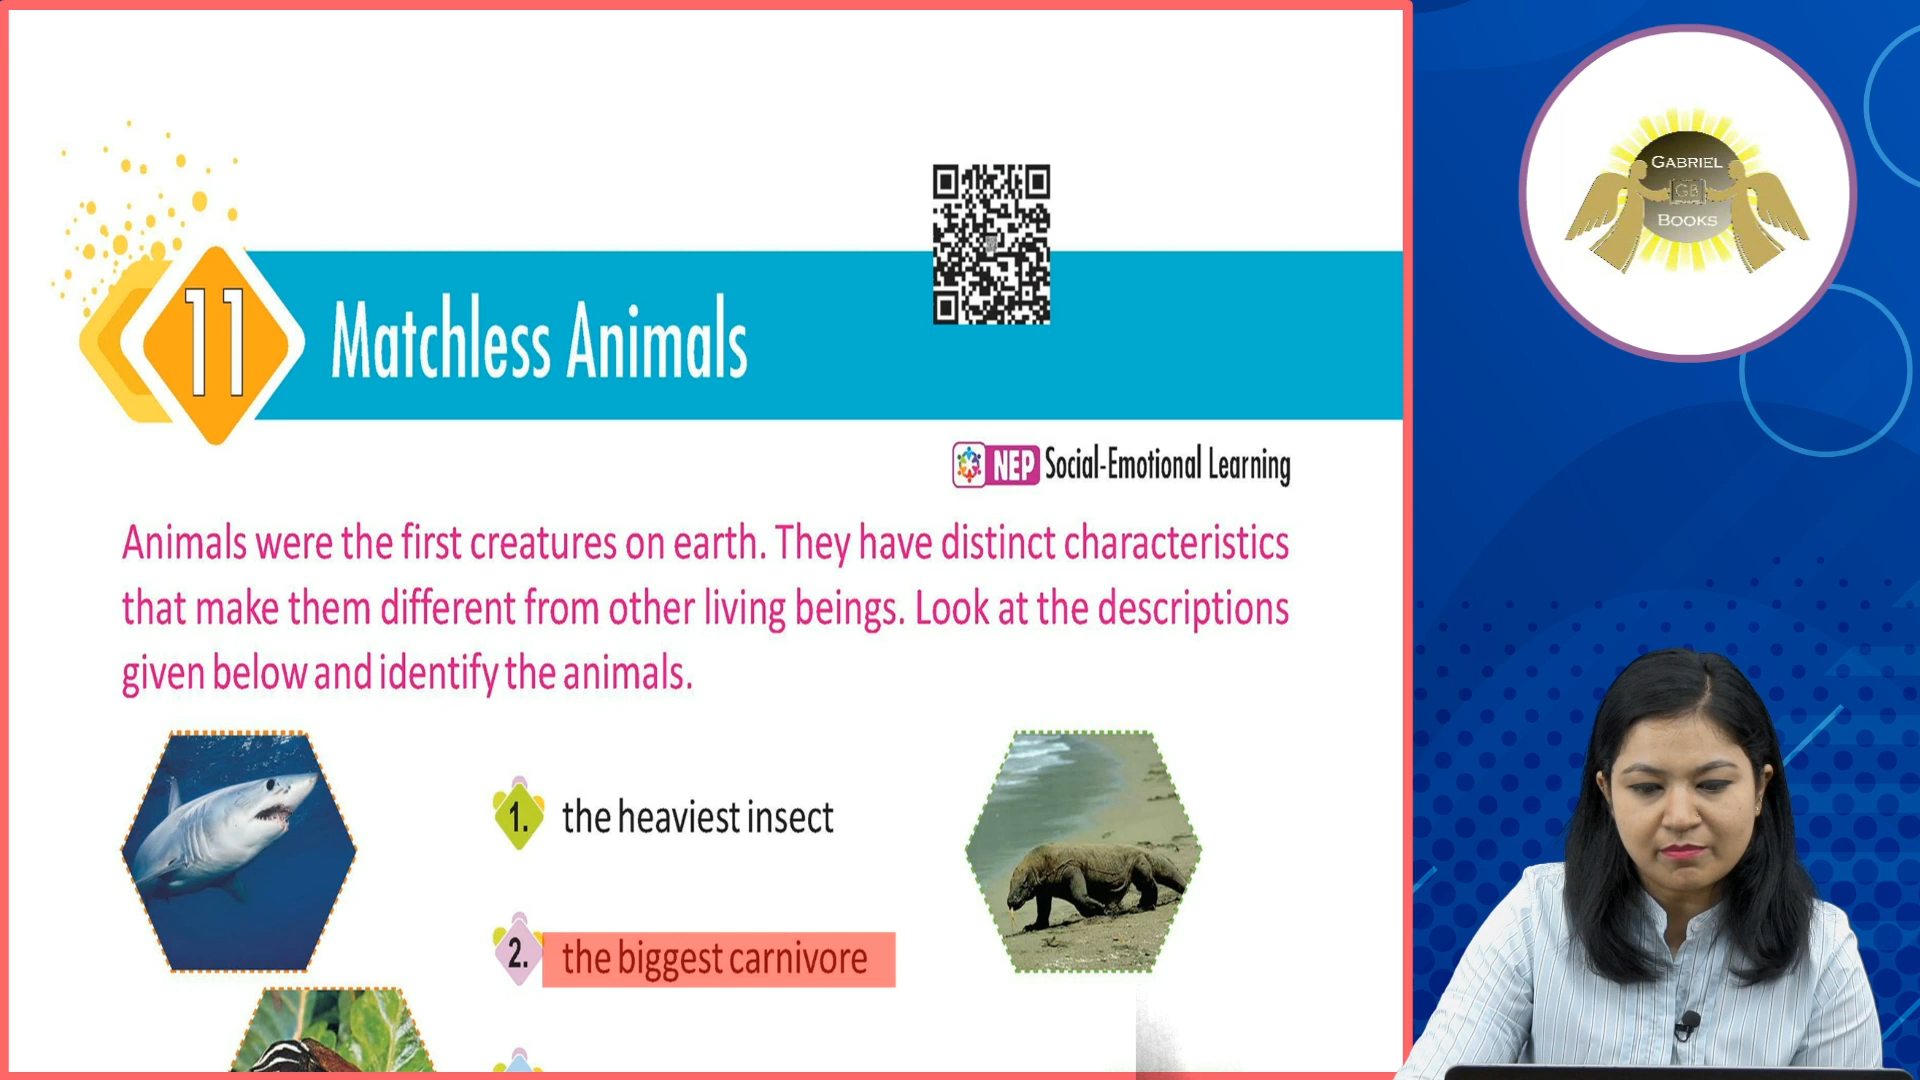 11
Matchless Animals
NEP Social-Emotional Learning
Animals were the first creatures on earth. They have distinct characteristics
that make them different from other living beings. Look at the descriptions
given below and identify the animals.
1. the heaviest insect
2. the biggest carnivore
GABRIEL
GB
BOOKS